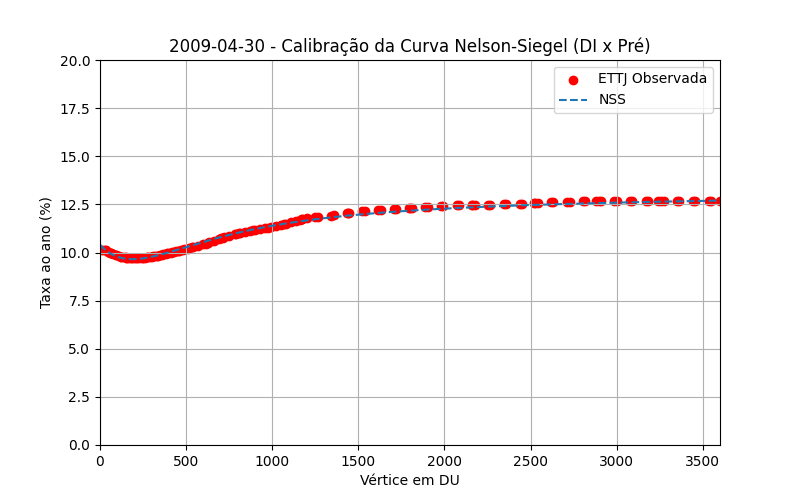 2009-04-30 - Calibração da Curva Nelson-Siegel (DI x Pré)
ETTJ Observada
NSS
Taxa ao ano (%)
20.0
17.5
15.0
12.5
10.0
7.5
5.0
2.5
0.0
0 500 1000 1500 2000 2500 3000 3500
Vértice em DU